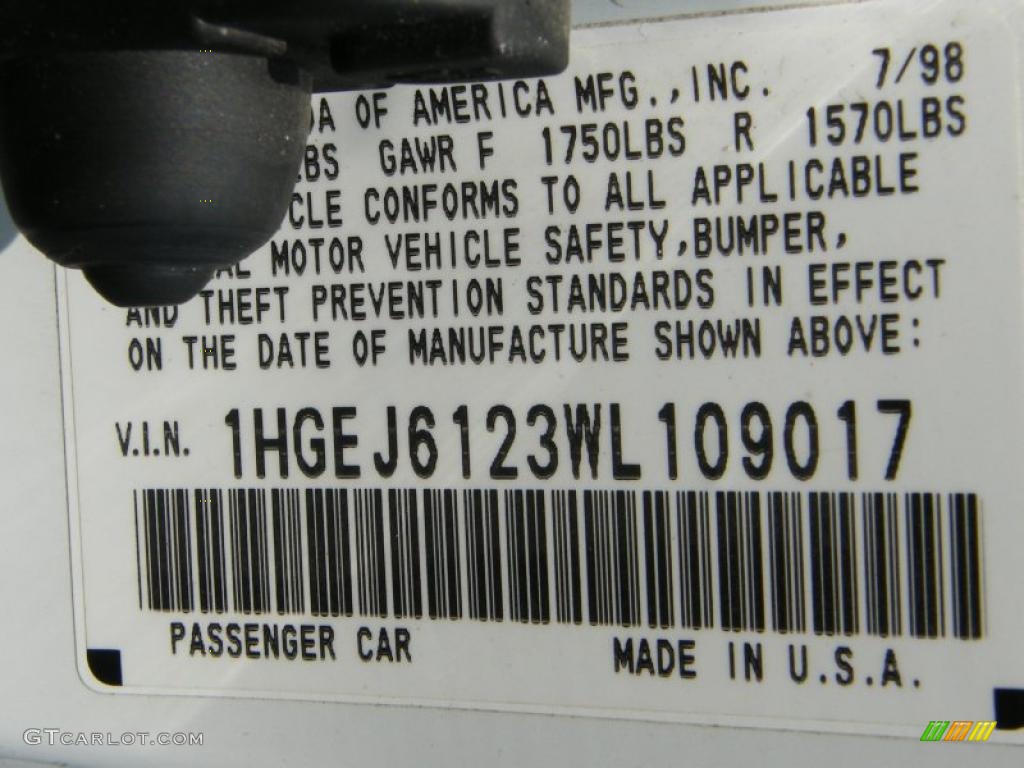 OF AMERICA MFG.,INC. 7/98
GAWR F 1750LBS R 1570LBS
CONFORMS TO ALL APPLICABLE
MOTOR VEHICLE SAFETY,BUMPER,
AND THEFT PREVENTION STANDARDS IN EFFECT
ON THE DATE OF MANUFACTURE SHOWN ABOVE:
V.I.N. 1HGEJ6123WL109017
PASSENGER CAR MADE IN U.S.A.
GTCARLOT.COM